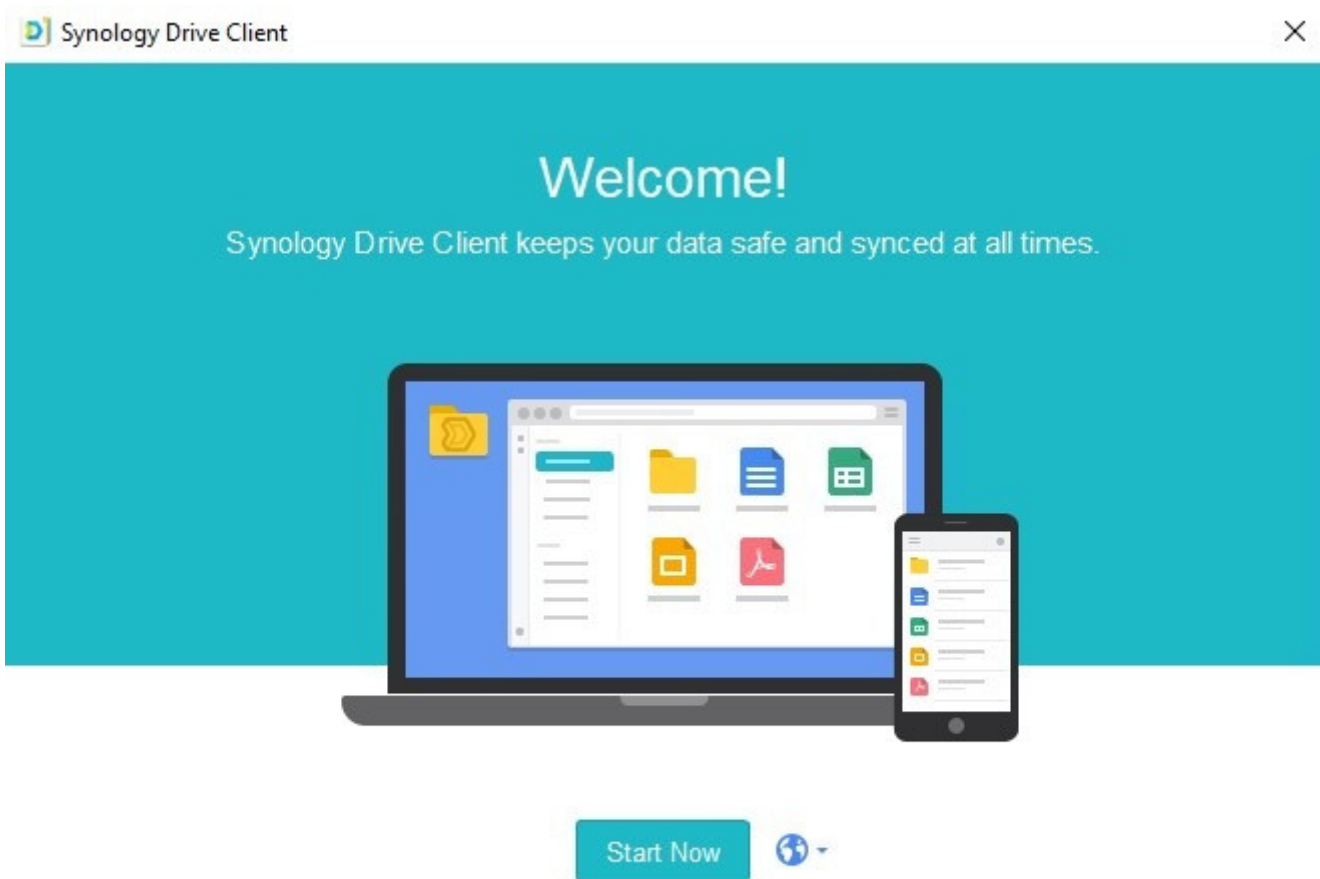 Synology Drive Client
Welcome!
Synology Drive Client keeps your data safe and synced at all times.
Start Now